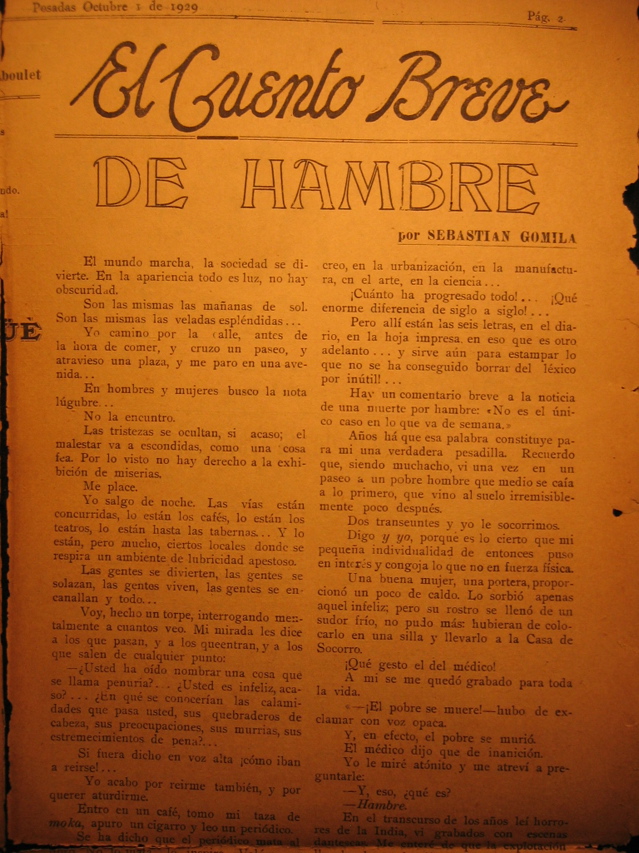 Posadas Octubre 1 de 1929
Pág. 2
boulet
ndo.
a!
ÜÈ
El Cuento Breve
DE HAMBRE
por SEBASTIAN GOMILA
El mundo marcha, la sociedad se di-
vierte. En la apariencia todo es luz, no hay
obscuridad.
Son las mismas las mañanas de sol.
Son las mismas las veladas espléndidas...
Yo camino por la calle, antes de
la hora de comer, y cruzo un paseo, y
atravieso una plaza, y me paro en una ave-
nida...
En hombres y mujeres busco la nota
lúgubre...
No la encuntro.
Las tristezas se ocultan, si acaso; el
malestar va a escondidas, como una cosa
fea. Por lo visto no hay derecho a la exhi-
bición de miserias.
Me place.
Yo salgo de noche. Las vías están
concurridas, lo están los cafés, lo están los
teatros, lo están hasta las tabernas... Y lo
están, pero mucho, ciertos locales donde se
respira un ambiente de lubricidad apestoso.
Las gentes se divierten, las gentes se
solazan, las gentes viven, las gentes se en-
canallan y todo...
Voy, hecho un torpe, interrogando men-
talmente a cuantos veo. Mi mirada les dice
a los que pasan, y a los queentran, y a los
que salen de cualquier punto:
—¿Usted ha oído nombrar una cosa que
se llama penuria?... ¿Usted es infeliz, aca-
so?... ¿En qué se conocerían las calami-
dades que pasa usted, sus quebraderos de
cabeza, sus preocupaciones, sus murrias, sus
estremecimientos de pena?...
Si fuera dicho en voz alta ¡cómo iban
a reirse!...
Yo acabo por reirme también, y por
querer aturdirme.
Entro en un café, tomo mi taza de
moka, apuro un cigarro y leo un periódico.
Se ha dicho que el periódico mata al
creo, en la urbanización, en la manufactu-
ra, en el arte, en la ciencia...
¡Cuánto ha progresado todo!... ¡Qué
enorme diferencia de siglo a siglo!...
Pero allí están las seis letras, en el dia-
rio, en la hoja impresa, en eso que es otro
adelanto... y sirve aún para estampar lo
que no se ha conseguido borrar del léxico
por inútil!...
Hay un comentario breve a la noticia
de una muerte por hambre: «No es el úni-
co caso en lo que va de semana.»
Años há que esa palabra constituye pa-
ra mi una verdadera pesadilla. Recuerdo
que, siendo muchacho, vi una vez en un
paseo a un pobre hombre que medio se caía
a lo primero, que vino al suelo irremisible-
mente poco después.
Dos transeuntes y yo le socorrimos.
Digo y yo, porque es lo cierto que mi
pequeña individualidad de entonces puso
en interés y congoja lo que no en fuerza física.
Una buena mujer, una portera, propor-
cionó un poco de caldo. Lo sorbió apenas
aquel infeliz; pero su rostro se llenó de un
sudor frío, no pudo más: hubieran de colo-
carlo en una silla y llevarlo a la Casa de
Socorro.
¡Qué gesto el del médico!
A mi se me quedó grabado para toda
la vida.
«—¡El pobre se muere!—hubo de ex-
clamar con voz opaca.
Y, en efecto, el pobre se murió.
El médico dijo que de inanición.
Yo le miré atónito y me atreví a pre-
guntarle:
—Y, eso, ¿qué es?
—Hambre.
En el transcurso de los años leí horro-
res de la India, vi grabados con escenas
dantescas. Me enteré de que la explotación